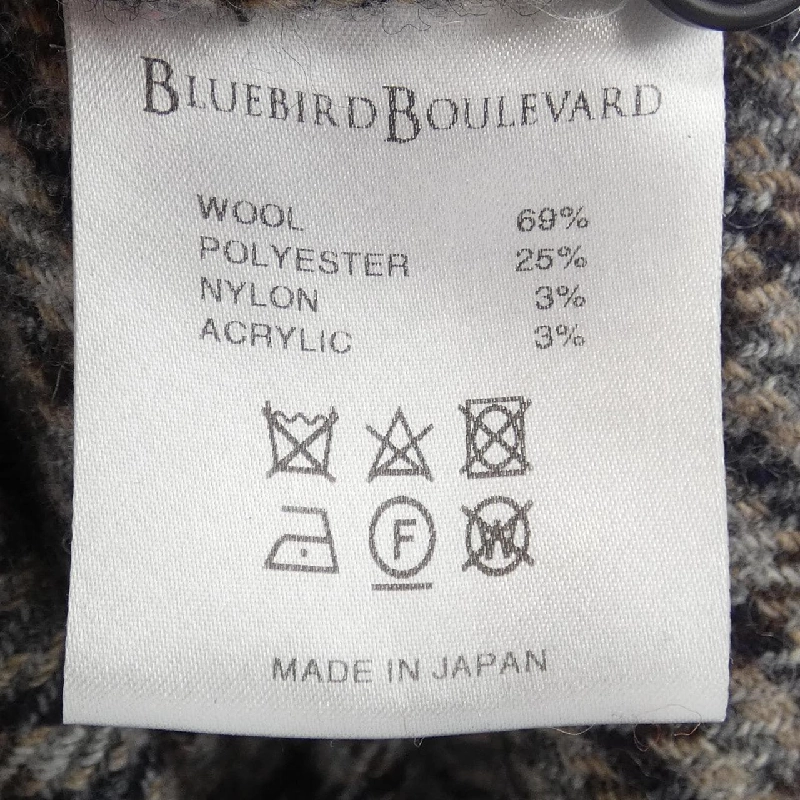 BLUEBIRD BOULEVARD
WOOL 69%
POLYESTER 25%
NYLON 3%
ACRYLIC 3%
F W
MADE IN JAPAN